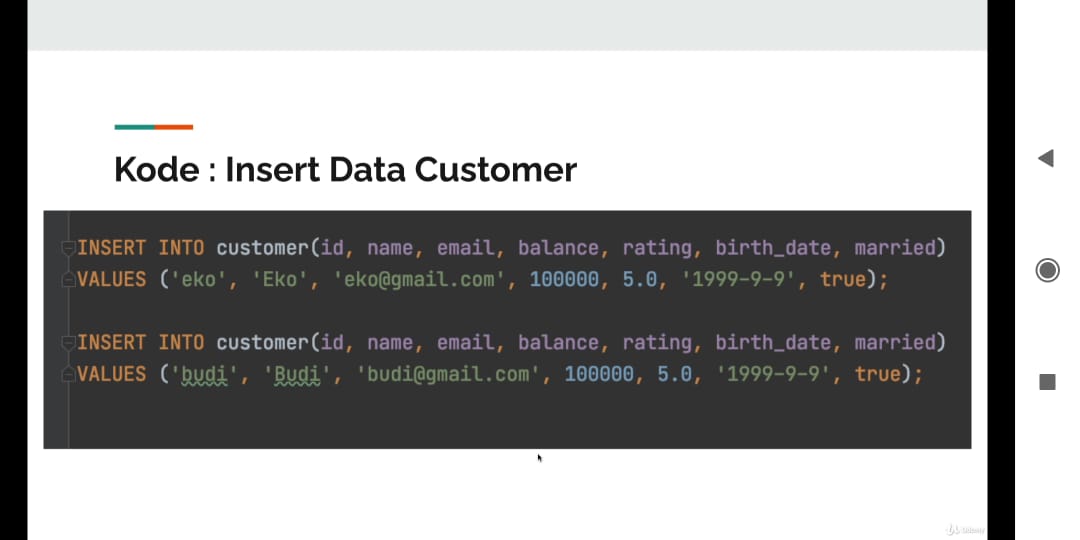 Kode : Insert Data Customer
INSERT INTO customer(id, name, email, balance, rating, birth_date, married)
VALUES ('eko', 'Eko', 'eko@gmail.com', 100000, 5.0, '1999-9-9', true);
INSERT INTO customer(id, name, email, balance, rating, birth_date, married)
VALUES ('budi', 'Budi', 'budi@gmail.com', 100000, 5.0, '1999-9-9', true);
Udemy